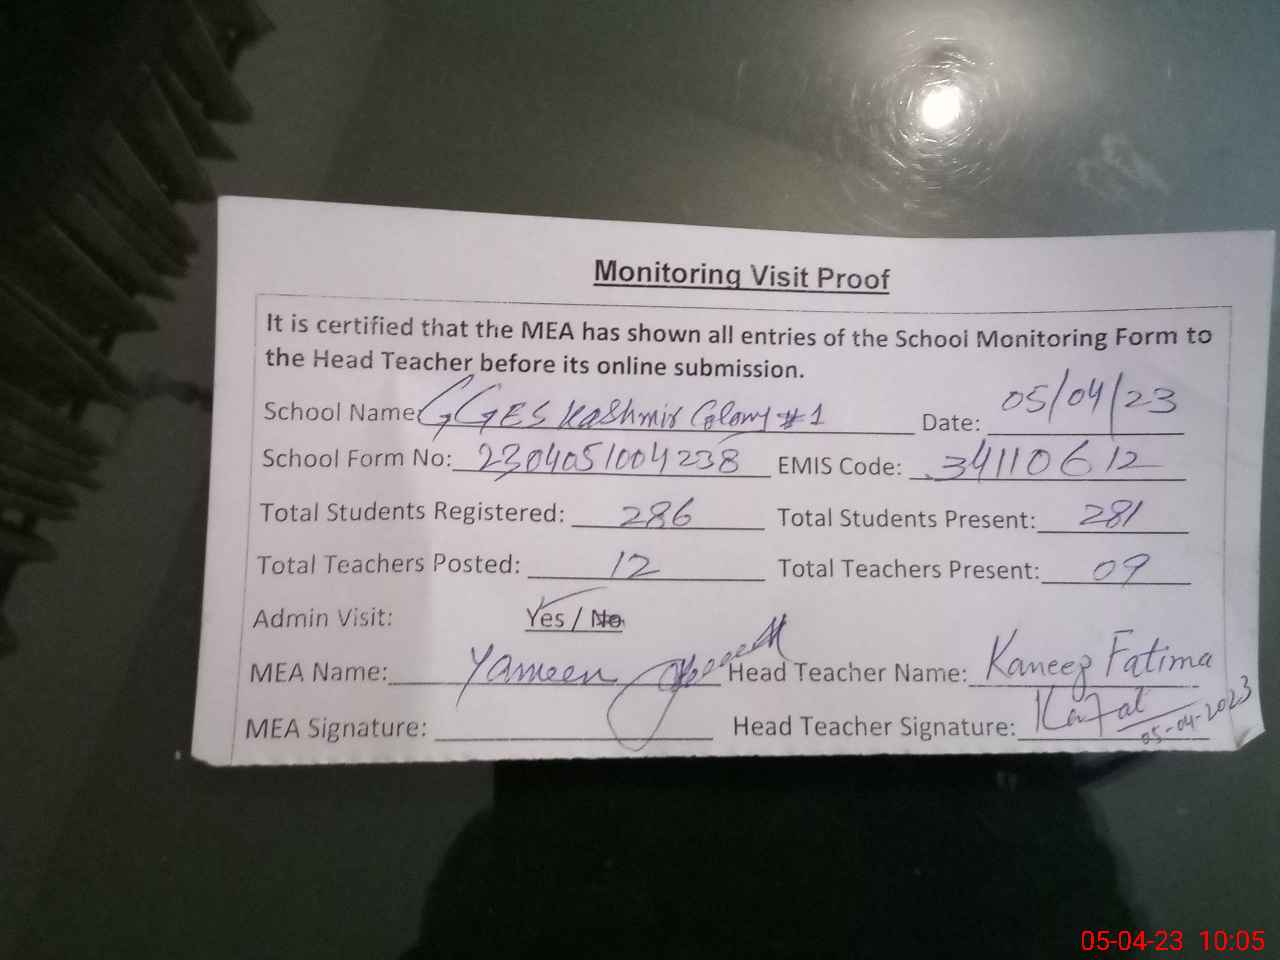 Monitoring Visit Proof
It is certified that the MEA has shown all entries of the School Monitoring Form to
the Head Teacher before its online submission.
School Name: GGES Kashmir Colony #1 Date: 05/04/23
School Form No: 2304051004238 EMIS Code: 34110612
Total Students Registered: 286 Total Students Present: 281
Total Teachers Posted: 12 Total Teachers Present: 09
Admin Visit: Yes / No
MEA Name: Yameen Head Teacher Name: Kaneez Fatima
MEA Signature: Head Teacher Signature:
05-04-2023
05-04-23 10:05